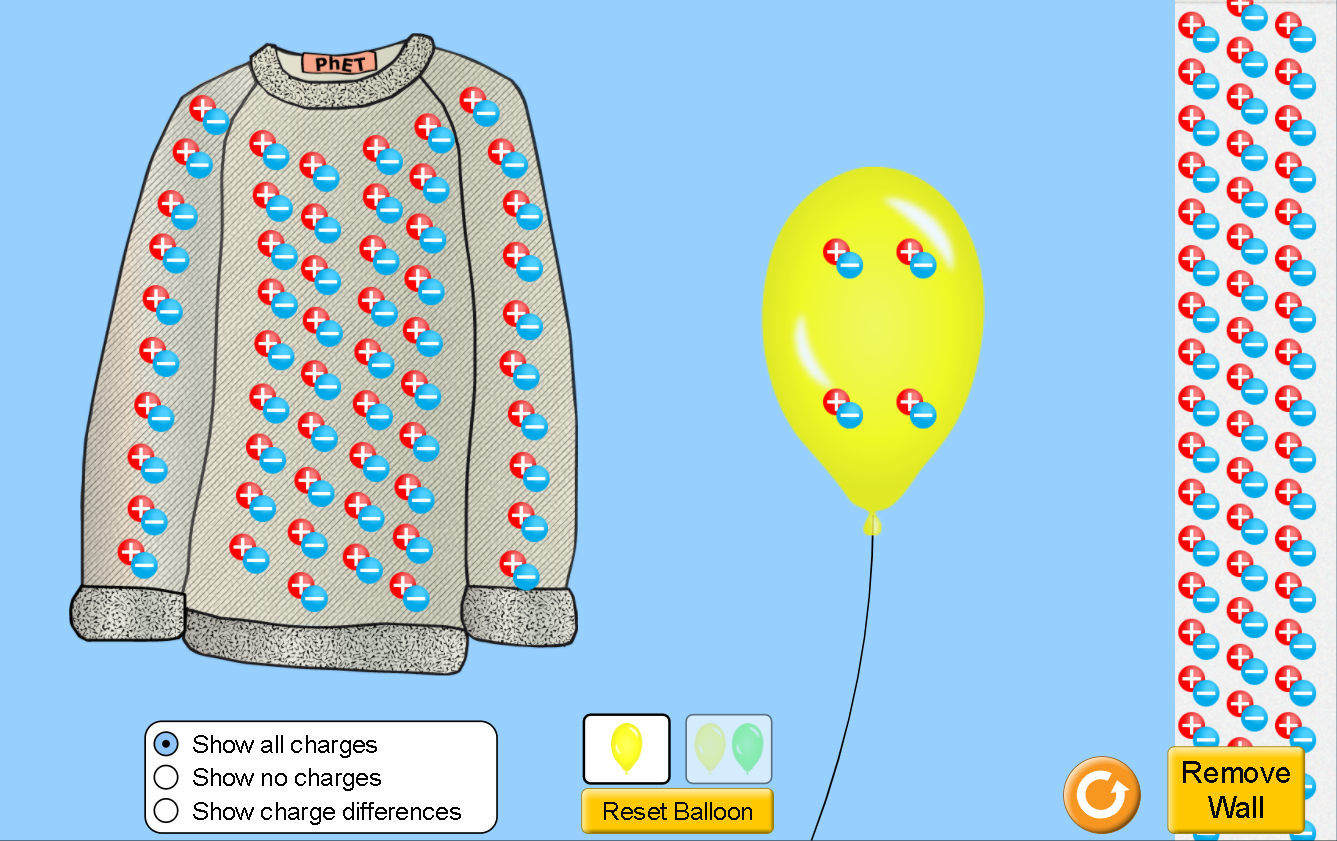 PhET
Show all charges
Show no charges
Show charge differences
Reset Balloon
Remove
Wall